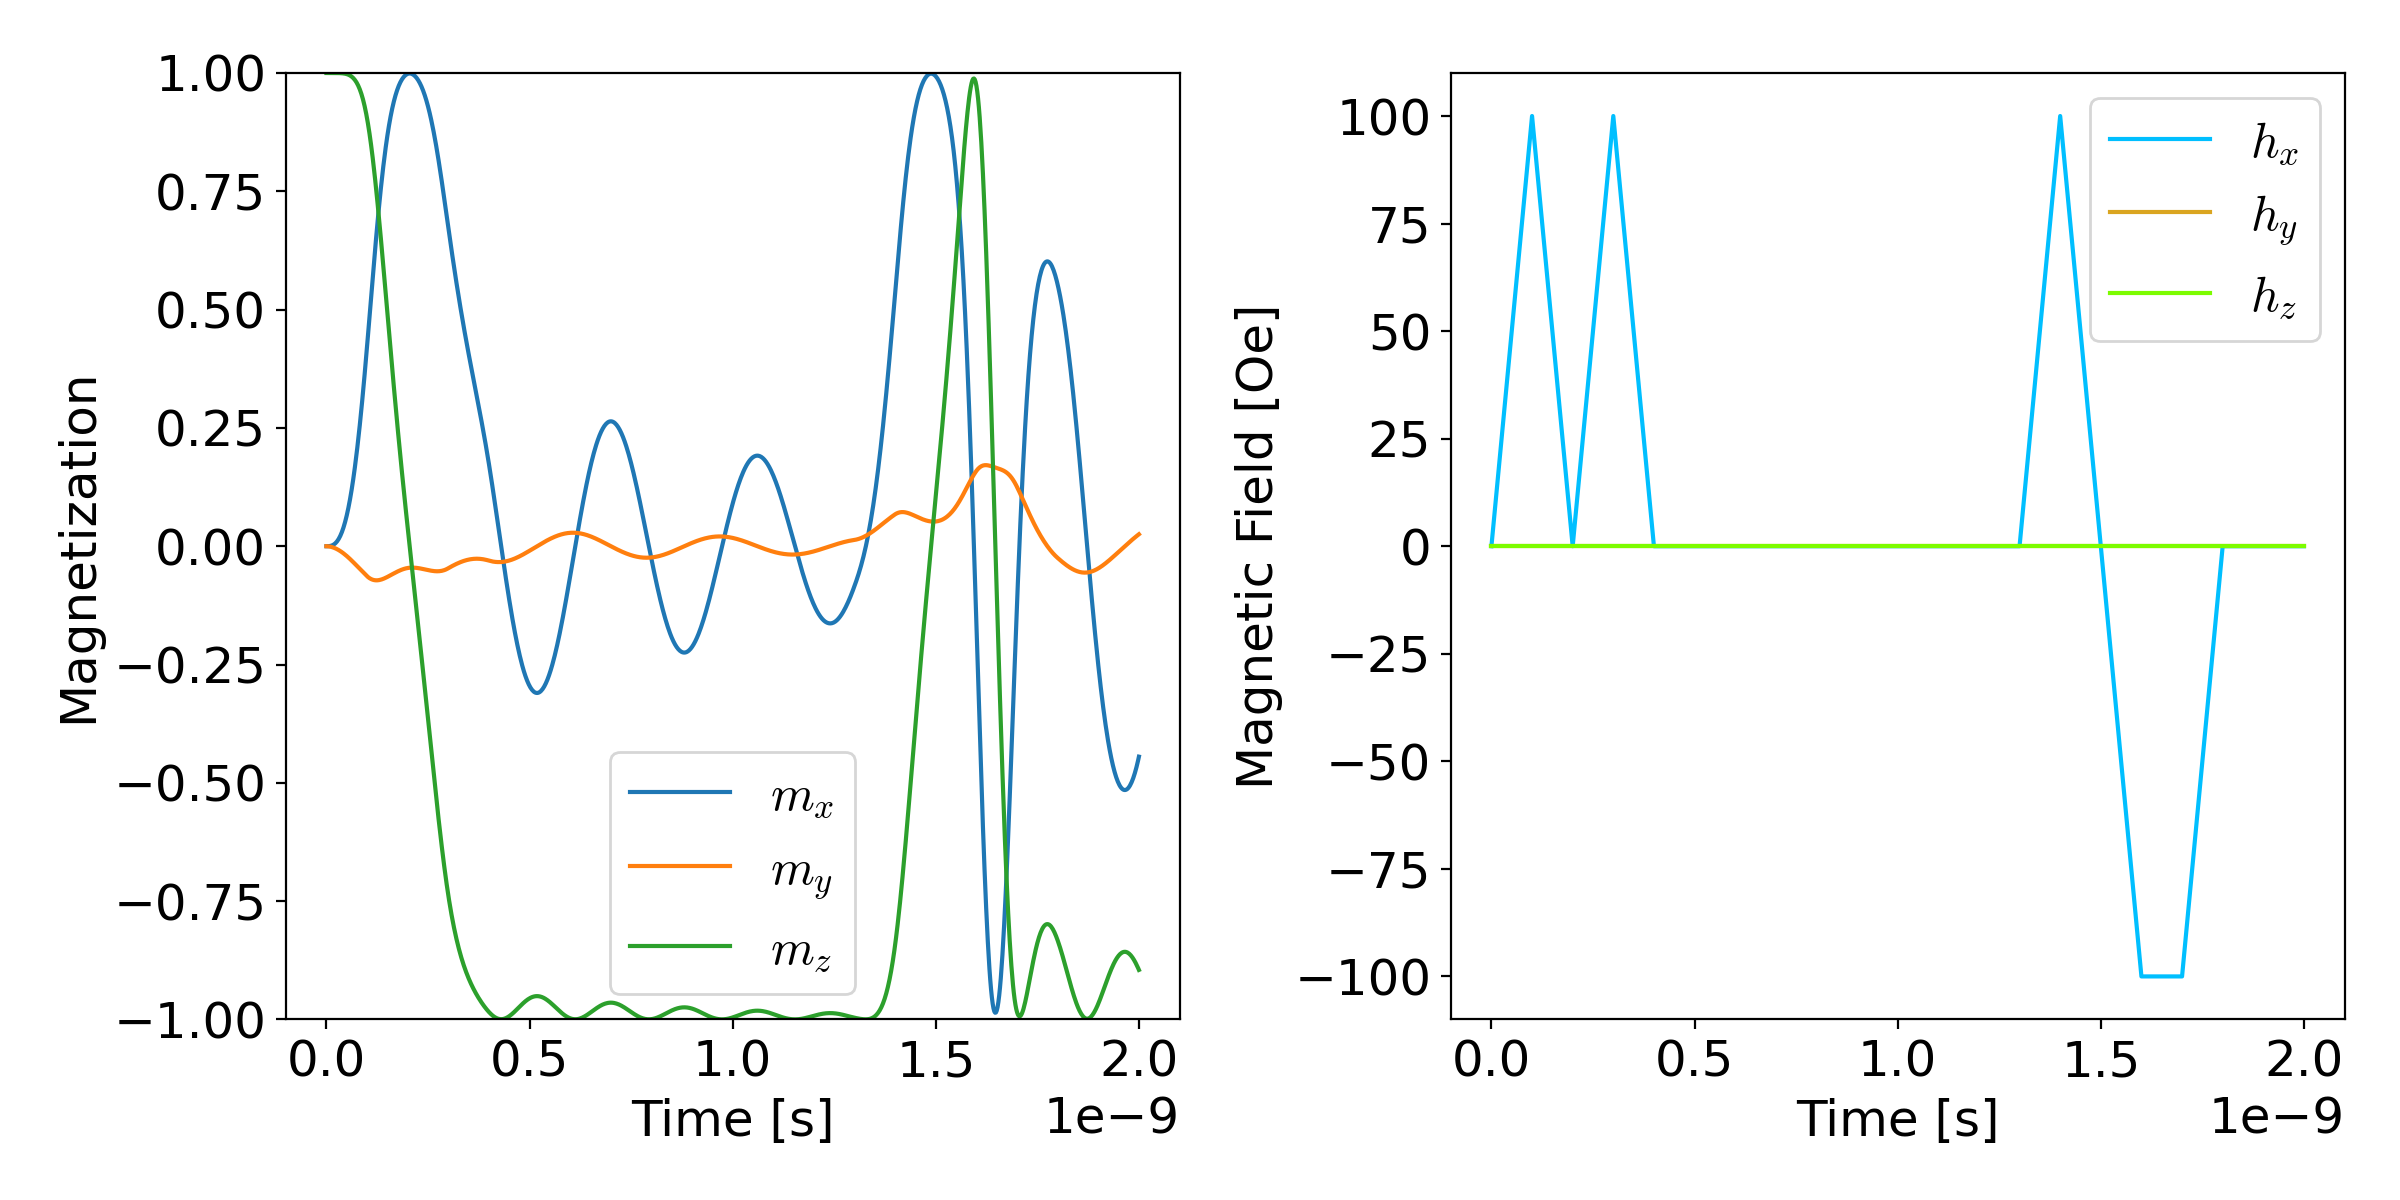 Magnetization
1.00
0.75
0.50
0.25
0.00
−0.25
−0.50
−0.75
−1.00
0.0 0.5 1.0 1.5 2.0
Time [s]
1e−9
m_x
m_y
m_z
Magnetic Field [Oe]
100
75
50
25
0
−25
−50
−75
−100
0.0 0.5 1.0 1.5 2.0
Time [s]
1e−9
h_x
h_y
h_z